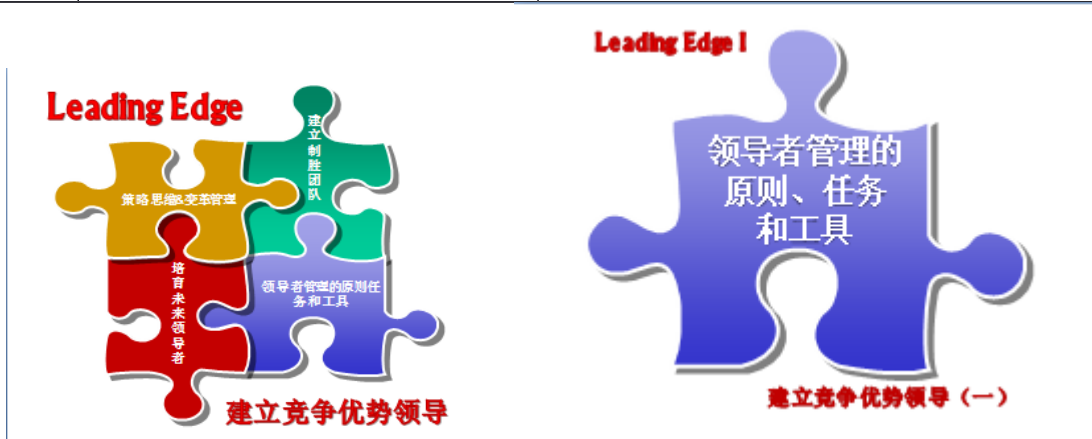 Leading Edge
建立制胜团队
策略思维&变革管理
培育未来领导者
领导者管理的原则任
务和工具
建立竞争优势领导
Leading Edge I
领导者管理的
原则、任务
和工具
建立竞争优势领导（一）